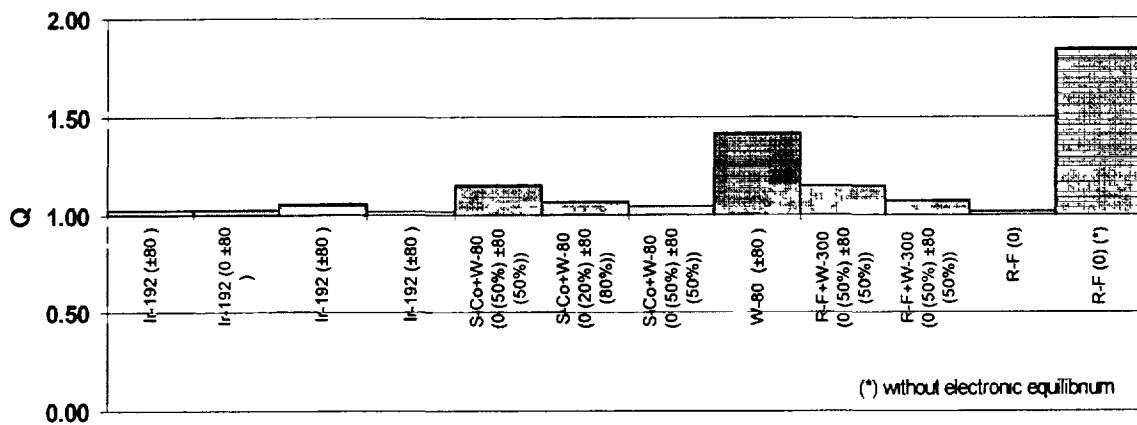 2.00
1.50
1.00
0.50
0.00
Q
Ir-192 (±80 )
Ir-192 (0 ±80
)
Ir-192 (±80 )
Ir-192 (±80 )
S-Co+W-80
(0 (50%) ±80
(50%))
S-Co+W-80
(0 (20%) ±80
(80%))
S-Co+W-80
(0 (50%) ±80
(50%))
W-80 (±80 )
R-F+W-300
(0 (50%) ±80
(50%))
R-F+W-300
(0 (50%) ±80
(50%))
R-F (0)
R-F (0) (*)
(*) without electronic equilibrium